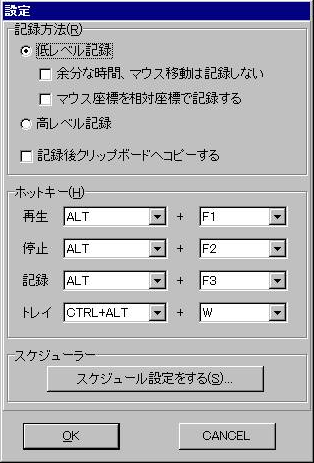 設定
記録方法(R)
低レベル記録
余分な時間、マウス移動は記録しない
マウス座標を相対座標で記録する
高レベル記録
記録後クリップボードへコピーする
ホットキー(H)
再生 ALT + F1
停止 ALT + F2
記録 ALT + F3
トレイ CTRL+ALT + W
スケジューラー
スケジュール設定をする(S)...
OK CANCEL